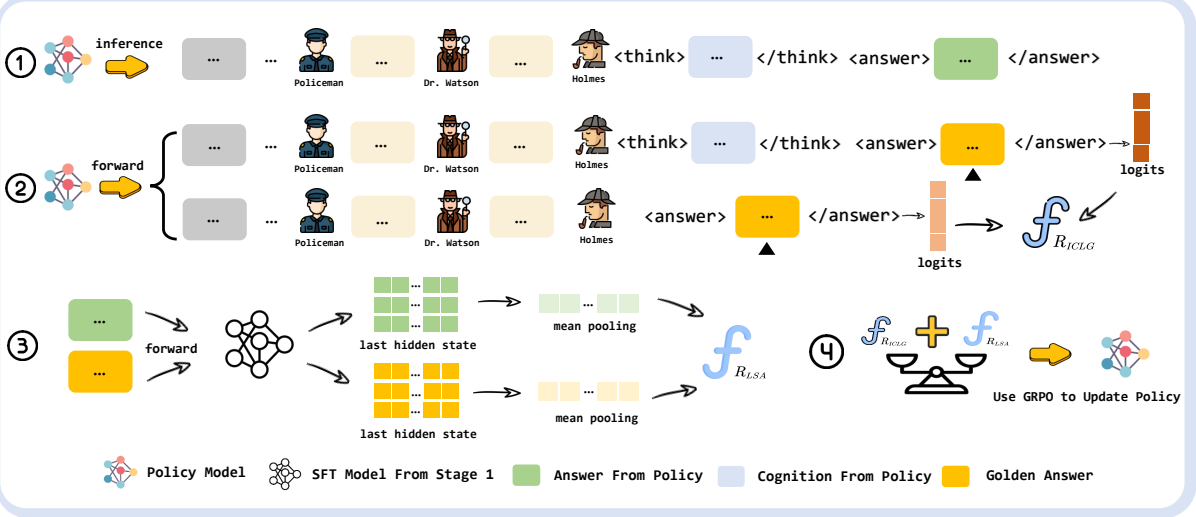 1 inference ... ... ... ... <think> ... </think> <answer> ... </answer>
Policeman Dr. Watson Holmes
2 forward ... ... ... ... <think> ... </think> <answer> ... </answer>
Policeman Dr. Watson Holmes
logits
... ... ... ... <answer> ... </answer>
R_ICLG
Policeman Dr. Watson Holmes
logits
3 ... forward ... ... ...
... ...
last hidden state
mean pooling
R_LSA
... ... ...
... ...
last hidden state
mean pooling
4 R_ICLG R_LSA
Use GRPO to Update Policy
Policy Model SFT Model From Stage 1 Answer From Policy Cognition From Policy Golden Answer